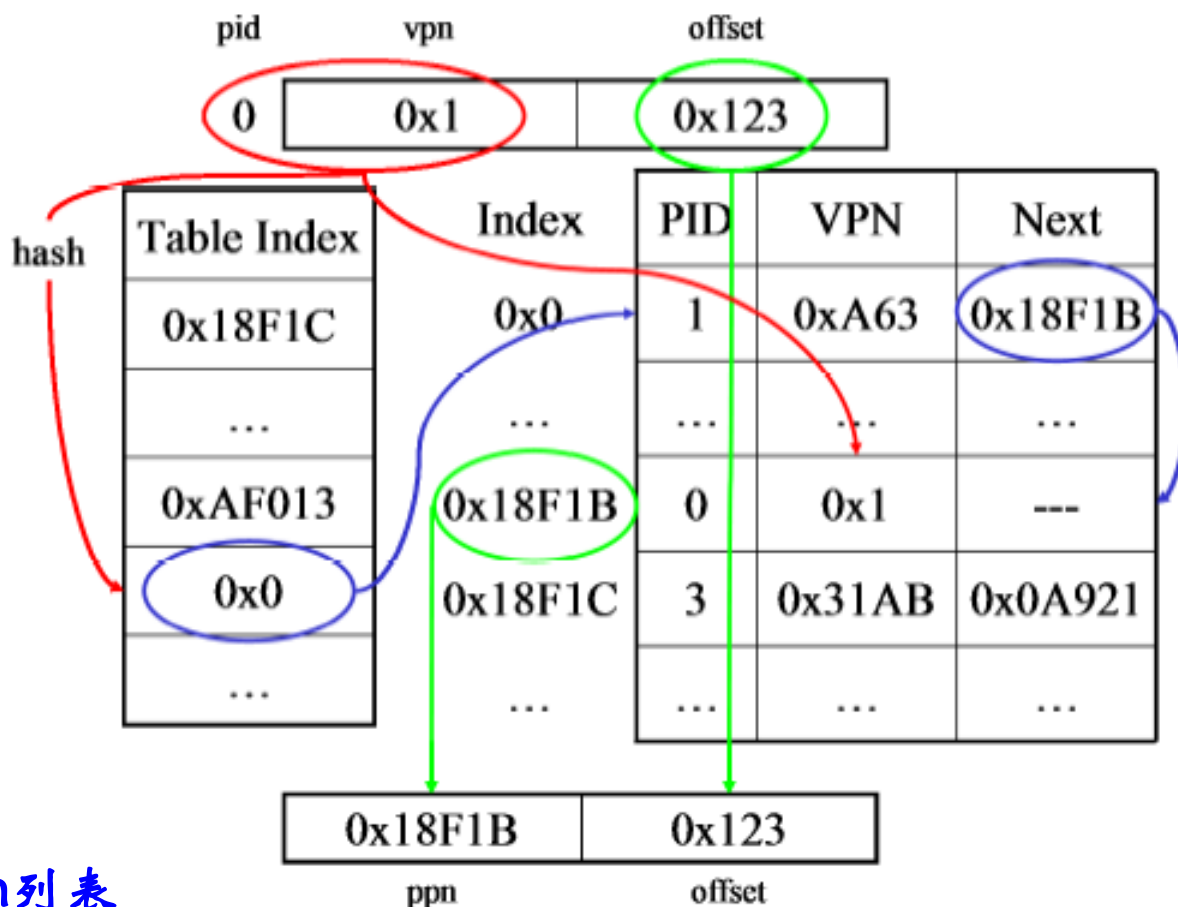 pid vpn offset
0 0x1 0x123
hash
Table Index
0x18F1C
...
0xAF013
0x0
...
Index PID VPN Next
0x0 1 0xA63 0x18F1B
... ... ... ...
0x18F1B 0 0x1 ---
0x18F1C 3 0x31AB 0x0A921
... ... ... ...
0x18F1B 0x123
ppn offset
列表